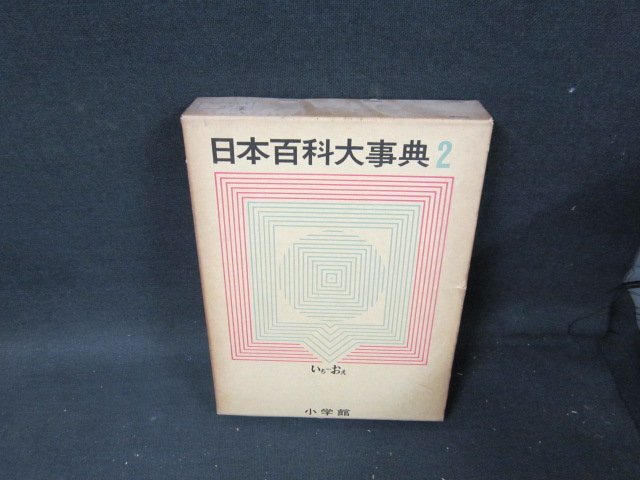 日本百科大事典2
いち―おえ
小学館